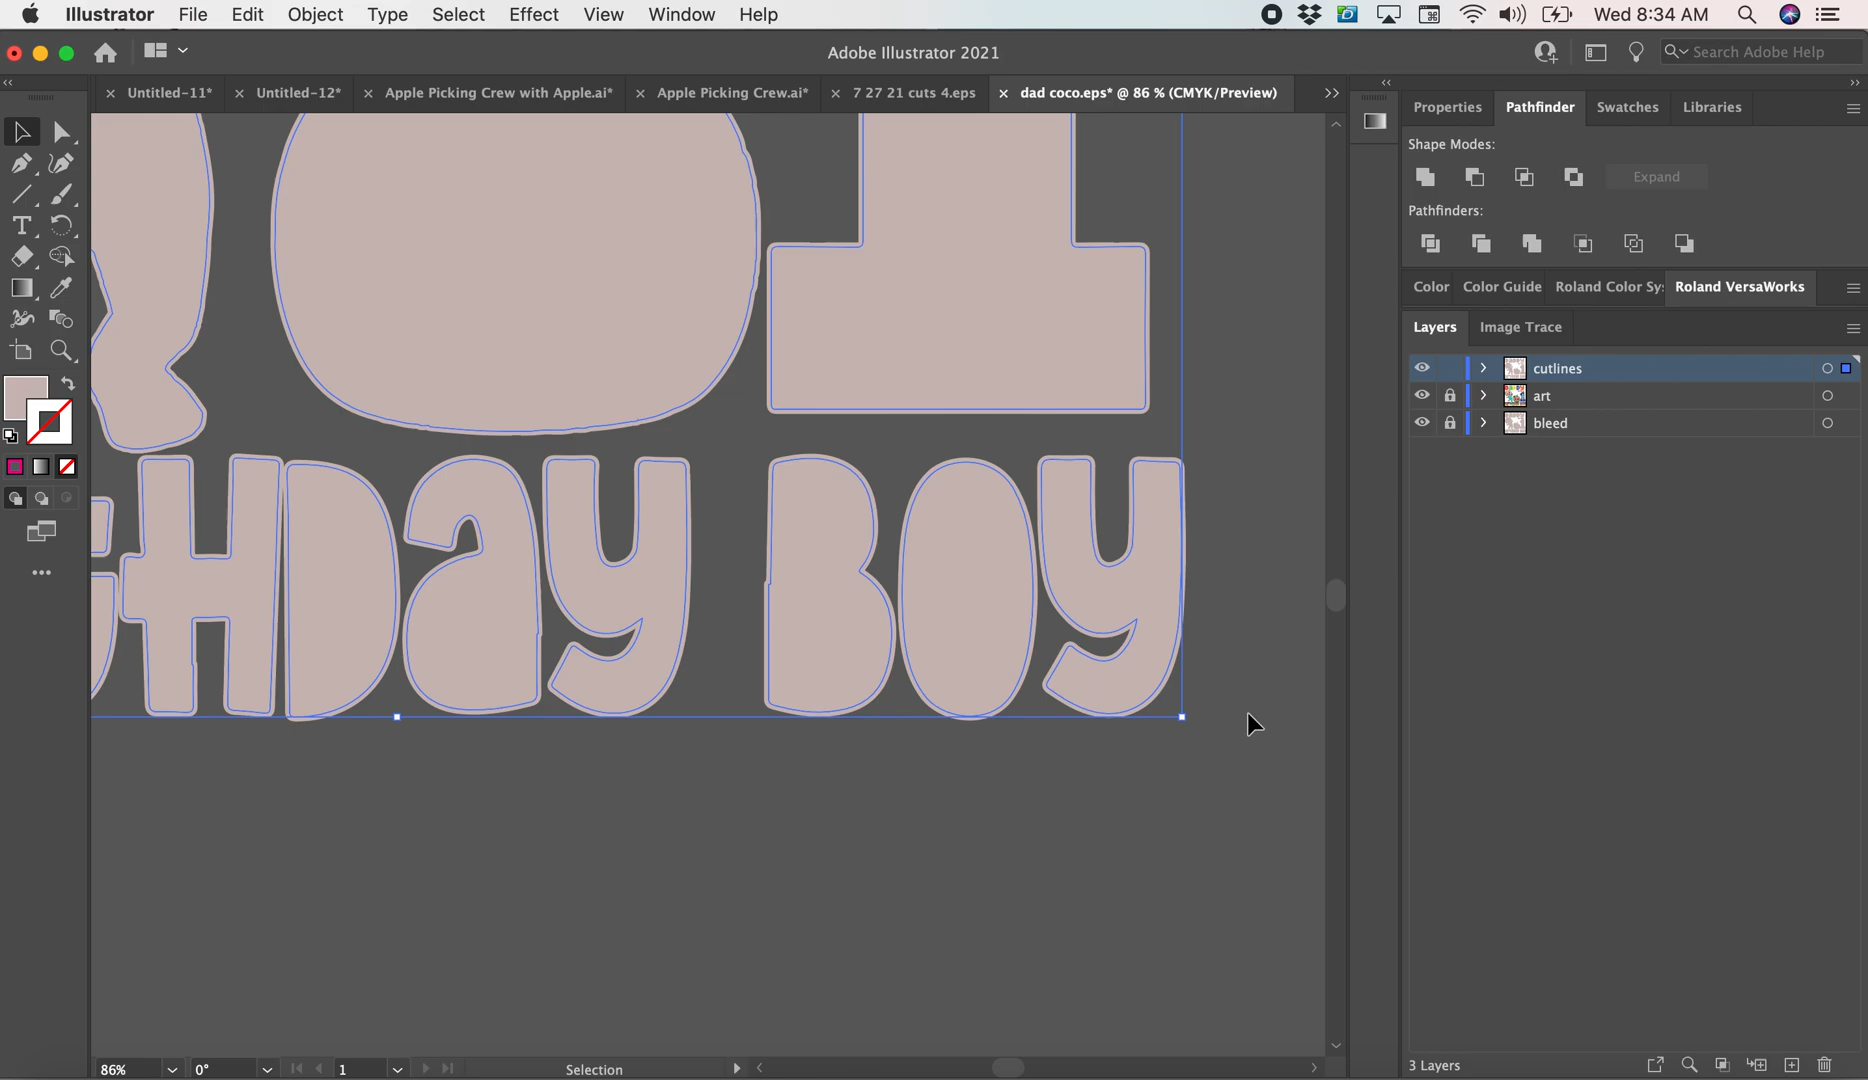 Illustrator File Edit Object Type Select Effect View Window Help Wed 8:34 AM
Adobe Illustrator 2021
Search Adobe Help
Untitled-11* Untitled-12* Apple Picking Crew with Apple.ai* Apple Picking Crew.ai* 7 27 21 cuts 4.eps dad coco.eps* @ 86 % (CMYK/Preview)
Properties Pathfinder Swatches Libraries
Shape Modes:
Expand
Pathfinders:
Color Color Guide Roland Color Sy: Roland VersaWorks
Layers Image Trace
cutlines
art
bleed
HDay BOy
86% 0° 1 Selection
3 Layers